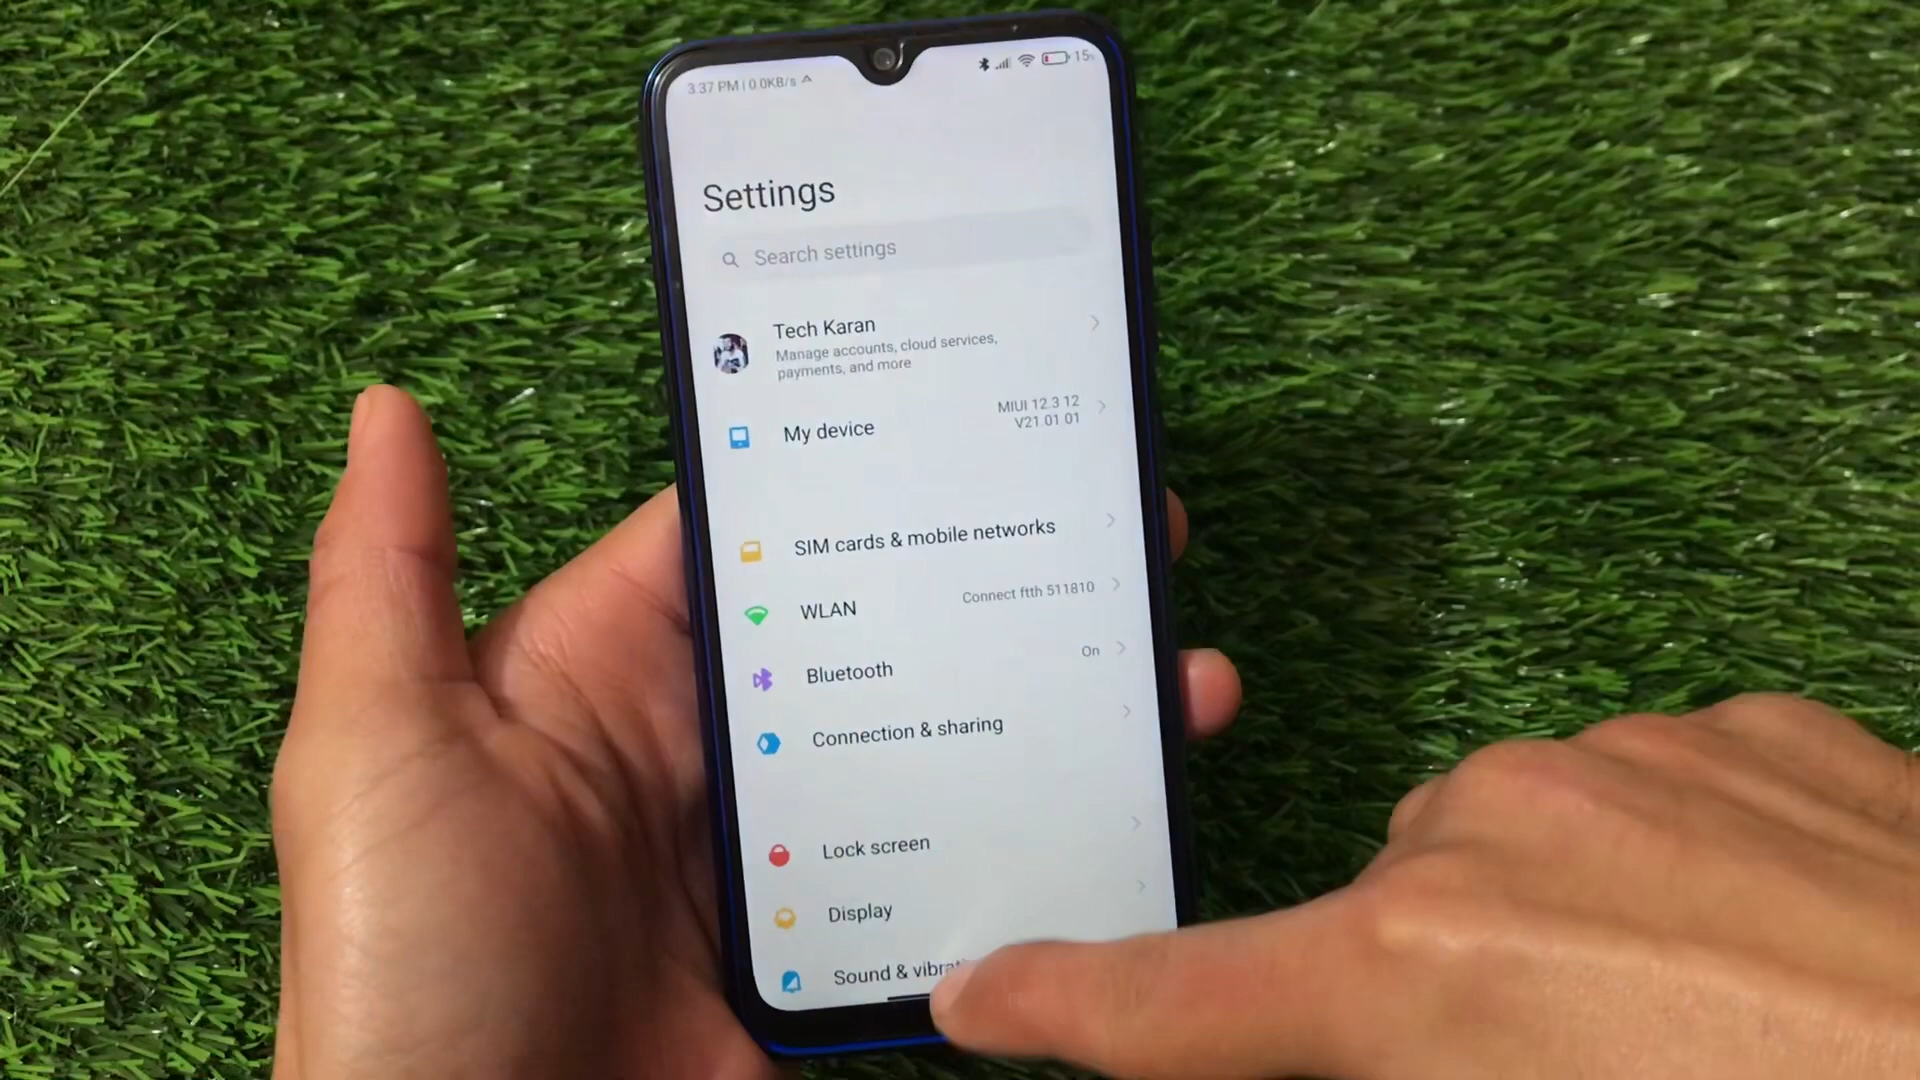 3.37 PM | 0.0KB/s
15
Settings
Search settings
Tech Karan
Manage accounts, cloud services,
payments, and more
My device
MIUI 12.3 12
V21.01 01
SIM cards & mobile networks
WLAN
Connect ftth 511810
Bluetooth
On
Connection & sharing
Lock screen
Display
Sound &